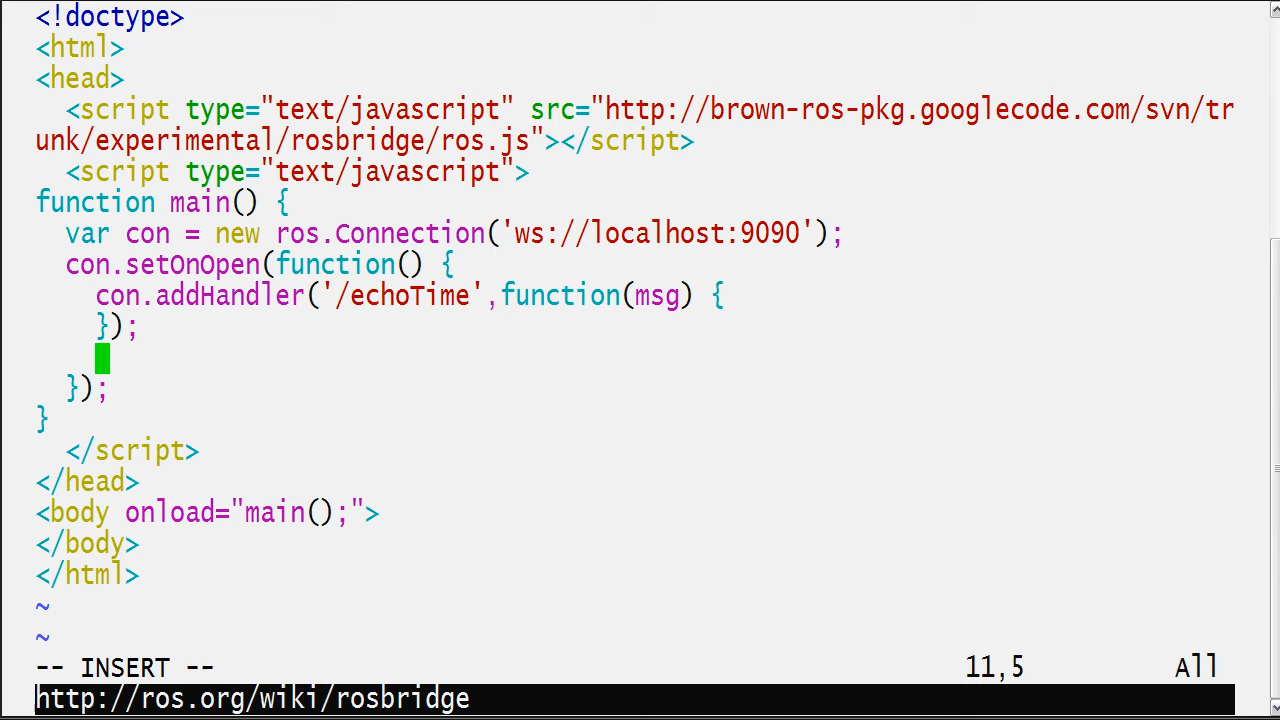 <!doctype>
<html>
<head>
  <script type="text/javascript" src="http://brown-ros-pkg.googlecode.com/svn/tr
unk/experimental/rosbridge/ros.js"></script>
  <script type="text/javascript">
function main() {
  var con = new ros.Connection('ws://localhost:9090');
  con.setOnOpen(function() {
    con.addHandler('/echoTime',function(msg) {
    });
  });
}
  </script>
</head>
<body onload="main();">
</body>
</html>
~
~
-- INSERT -- 11,5 All
http://ros.org/wiki/rosbridge